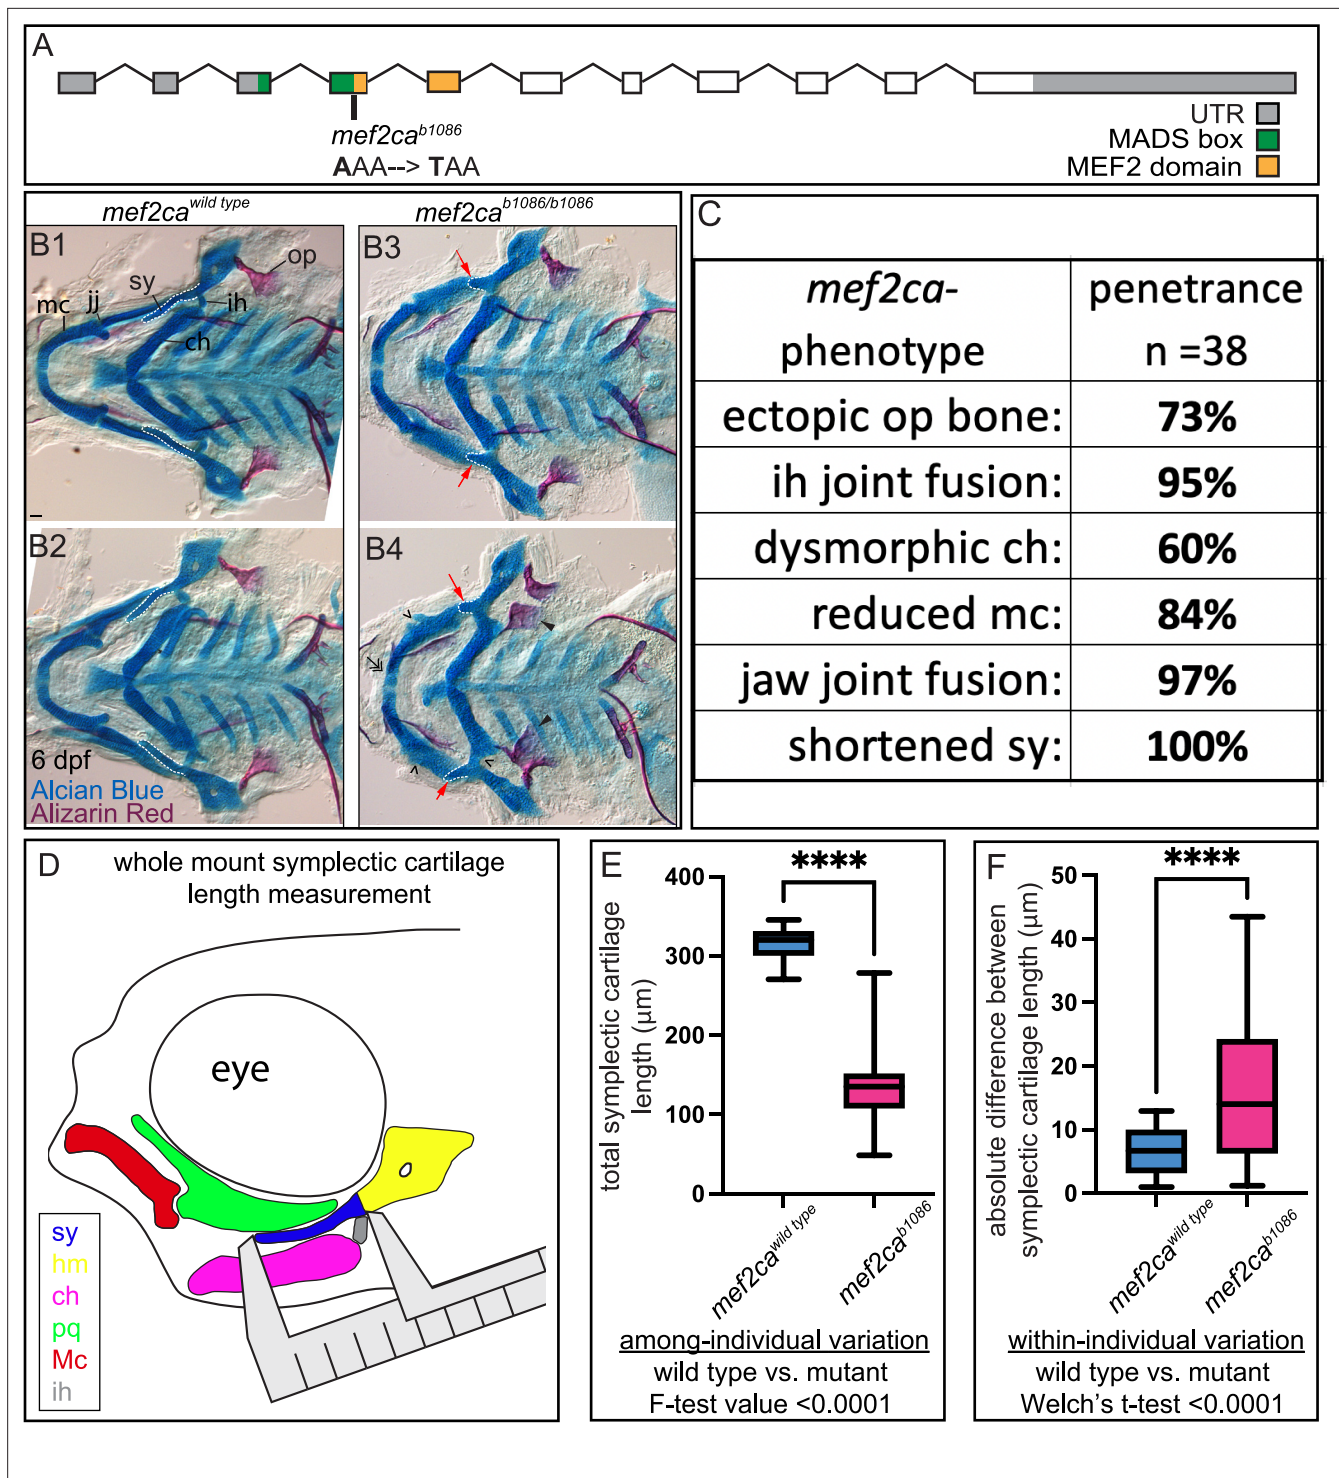 A
mef2ca^b1086
AAA--> TAA
UTR
MADS box
MEF2 domain
mef2ca^wild type
mef2ca^b1086/b1086
B1
op
sy
jj
mc
ih
ch
B3
B2
6 dpf
Alcian Blue
Alizarin Red
B4
C
mef2ca- penetrance
phenotype n =38
ectopic op bone: 73%
ih joint fusion: 95%
dysmorphic ch: 60%
reduced mc: 84%
jaw joint fusion: 97%
shortened sy: 100%
D
whole mount symplectic cartilage
length measurement
eye
sy
hm
ch
pq
Mc
ih
E
****
total symplectic cartilage
length (µm)
400
300
200
100
0
mef2ca^wild type
mef2ca^b1086
among-individual variation
wild type vs. mutant
F-test value <0.0001
F
****
absolute difference between
symplectic cartilage length (µm)
50
40
30
20
10
0
mef2ca^wild type
mef2ca^b1086
within-individual variation
wild type vs. mutant
Welch's t-test <0.0001